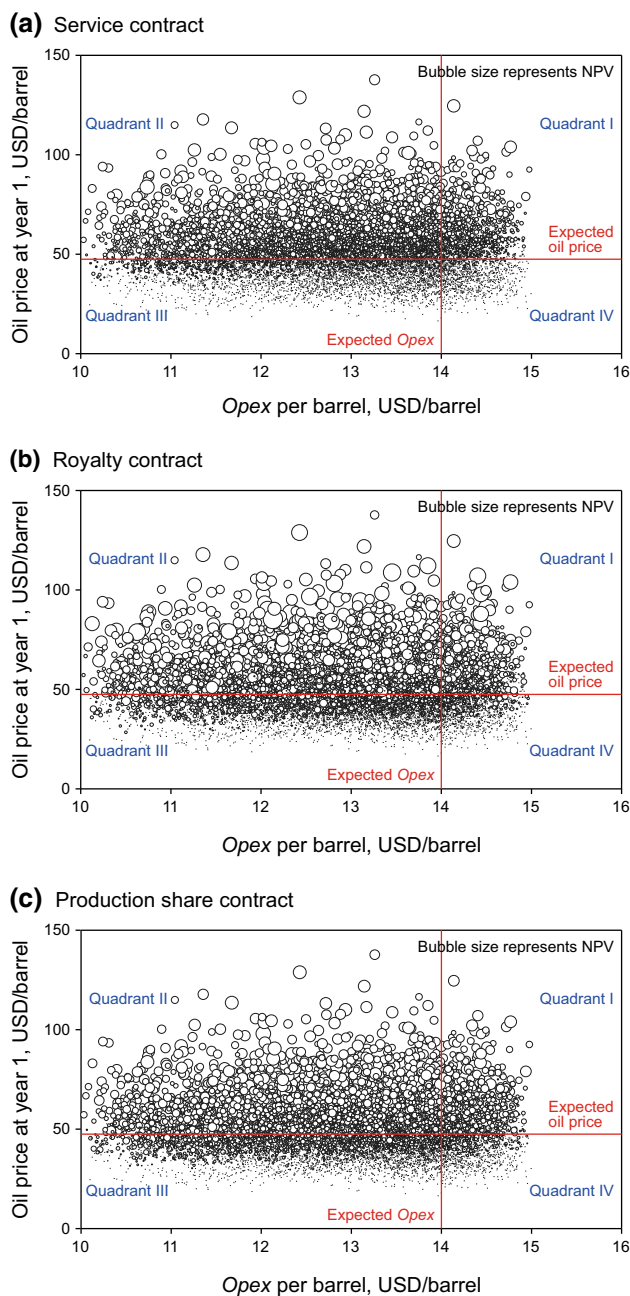 (a) Service contract
150
Bubble size represents NPV
Quadrant II
Quadrant I
100
Oil price at year 1, USD/barrel
Expected
oil price
50
Quadrant III
Quadrant IV
Expected Opex
0
10 11 12 13 14 15 16
Opex per barrel, USD/barrel
(b) Royalty contract
150
Bubble size represents NPV
Quadrant II
Quadrant I
100
Oil price at year 1, USD/barrel
Expected
oil price
50
Quadrant III
Quadrant IV
Expected Opex
0
10 11 12 13 14 15 16
Opex per barrel, USD/barrel
(c) Production share contract
150
Bubble size represents NPV
Quadrant II
Quadrant I
100
Oil price at year 1, USD/barrel
Expected
oil price
50
Quadrant III
Quadrant IV
Expected Opex
0
10 11 12 13 14 15 16
Opex per barrel, USD/barrel